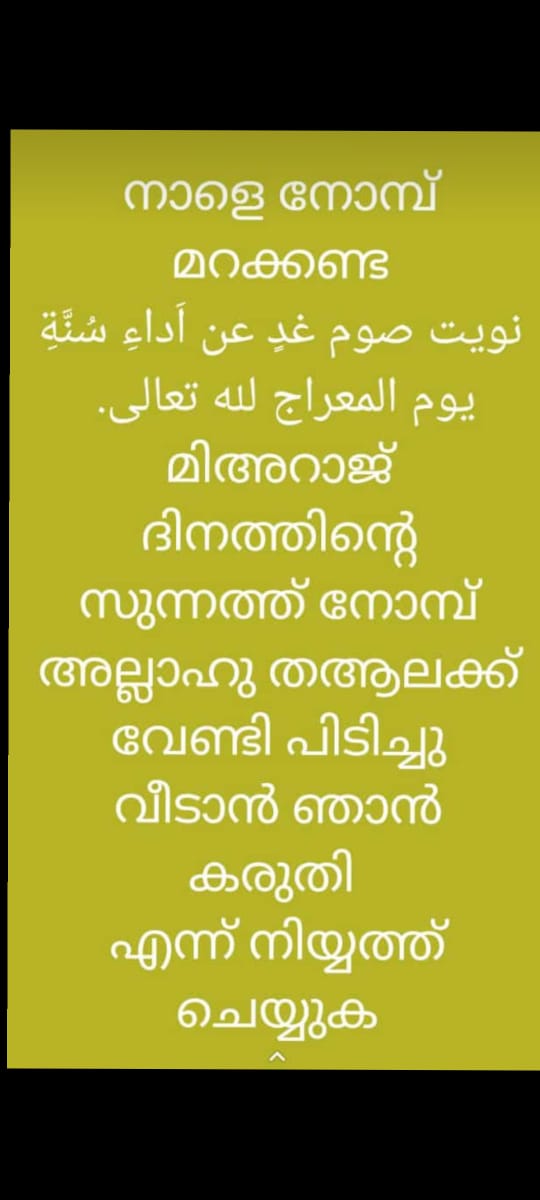 നാളെ നോമ്പ്
മറക്കണ്ട
نويت صوم غدٍ عن اَداءِ سُنَّةِ
يوم المعراج لله تعالى.
മിഅറാജ്
ദിനത്തിന്റെ
സുന്നത്ത് നോമ്പ്
അല്ലാഹു തആലക്ക്
വേണ്ടി പിടിച്ചു
വീടാൻ ഞാൻ
കരുതി
എന്ന് നിയ്യത്ത്
ചെയ്യുക